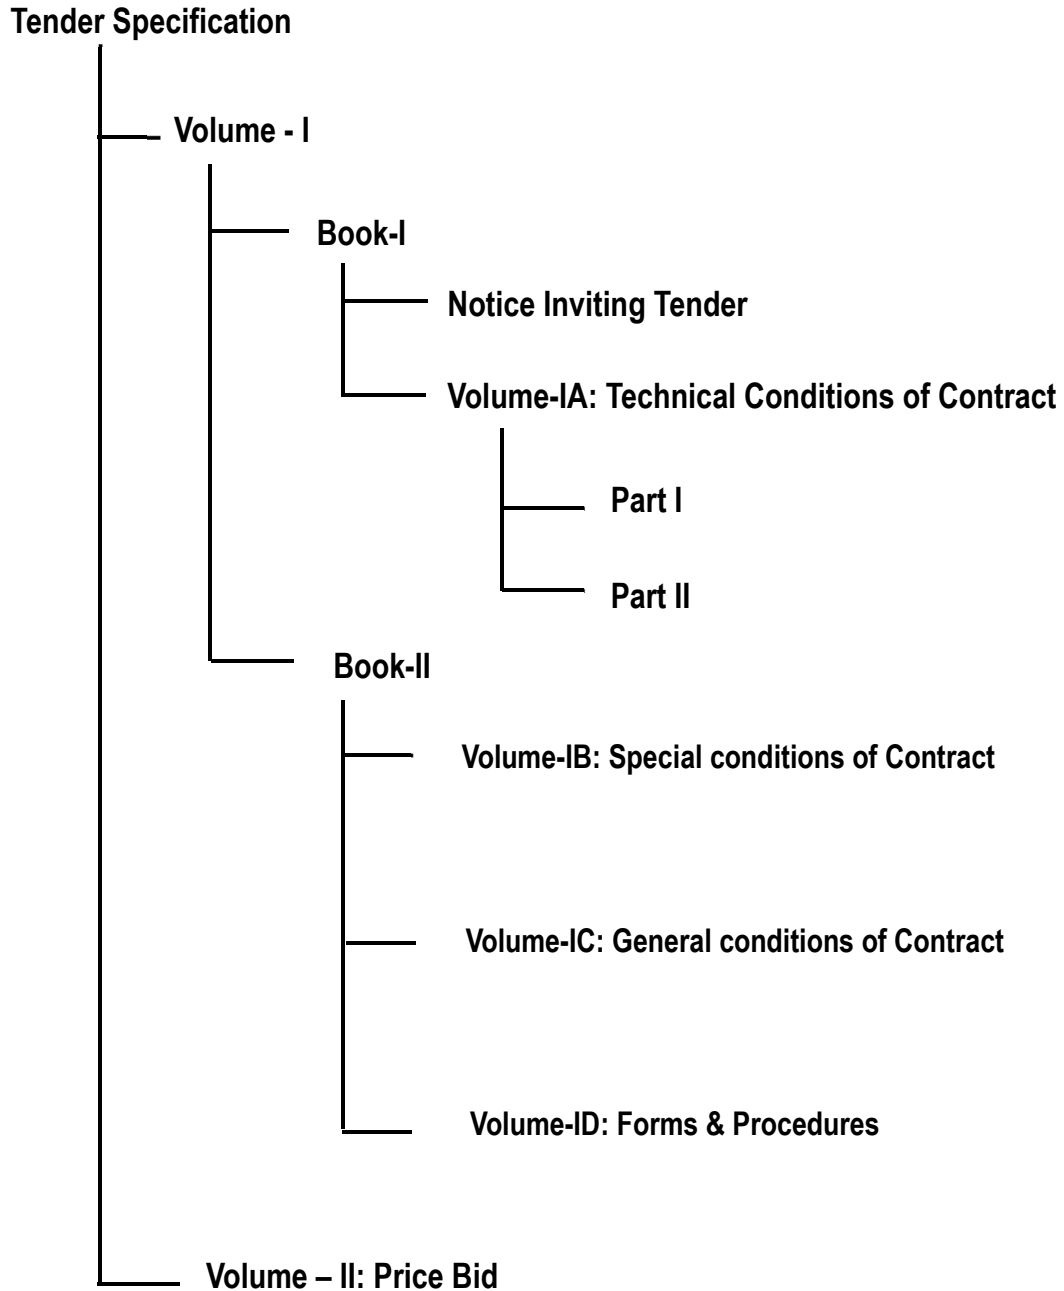 Tender Specification
Volume - I
Book-I
Notice Inviting Tender
Volume-IA: Technical Conditions of Contract
Part I
Part II
Book-II
Volume-IB: Special conditions of Contract
Volume-IC: General conditions of Contract
Volume-ID: Forms & Procedures
Volume – II: Price Bid